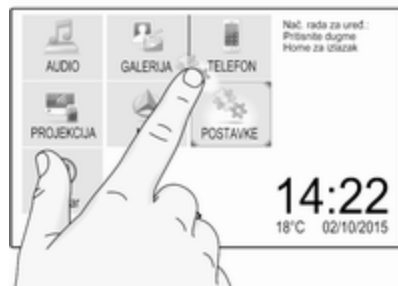 AUDIO
GALERIJA
TELEFON
Nač. rada za uređ.:
Pritisnite dugme
Home za izlazak
PROJEKCIJA
POSTAVKE
14:22
18°C 02/10/2015